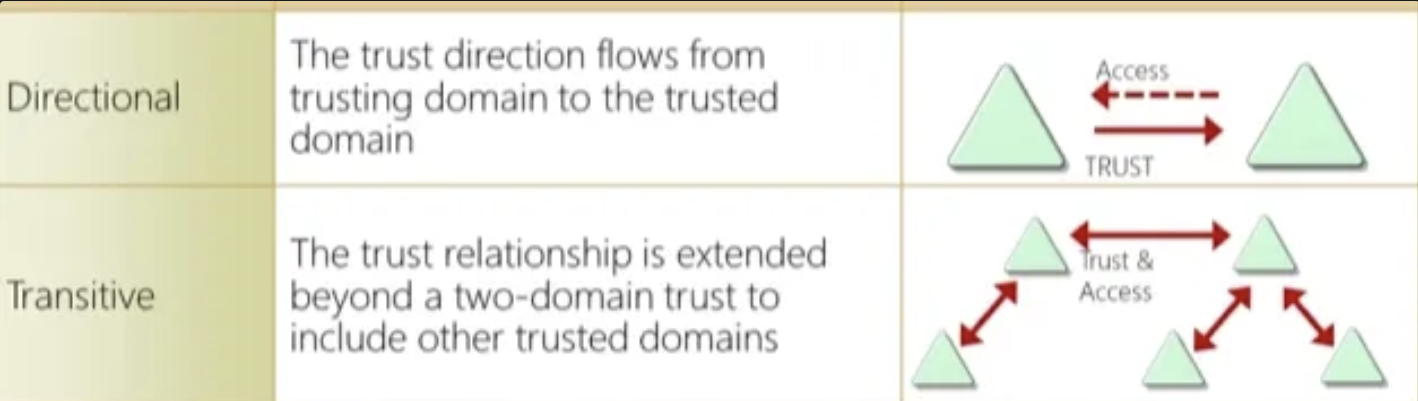 Directional
The trust direction flows from
trusting domain to the trusted
domain
Access
TRUST
Transitive
The trust relationship is extended
beyond a two-domain trust to
include other trusted domains
Trust &
Access